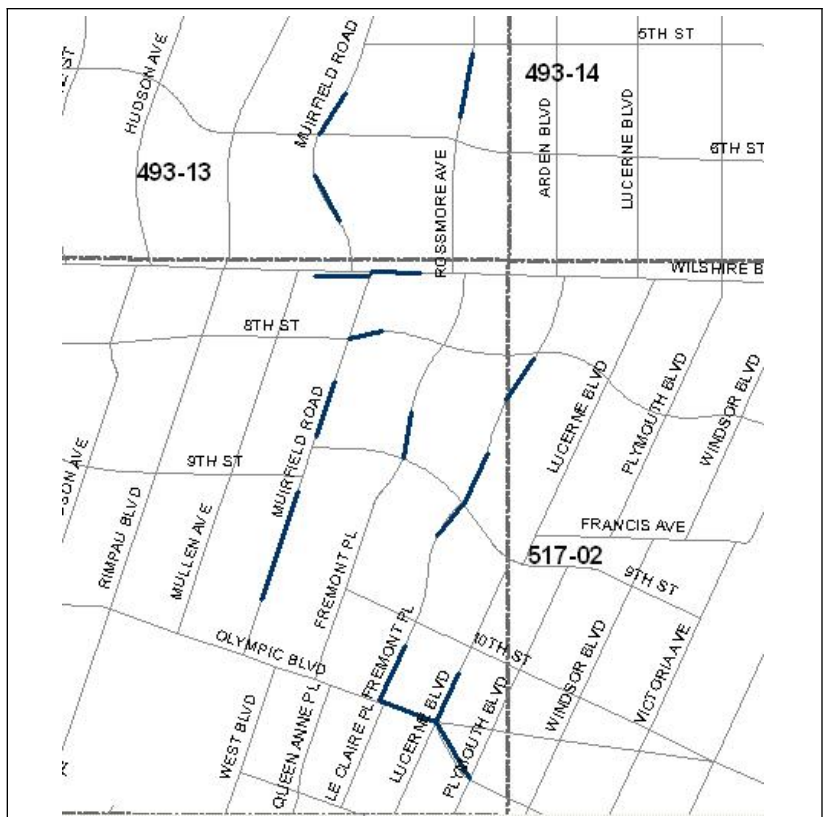 5TH ST
HUDSON AVE
MUIRFIELD ROAD
493-14
ARDEN BLVD
LUCERNE BLVD
6TH ST
493-13
ROSSMORE AVE
WILSHIRE B
8TH ST
LUCERNE BLVD
PLYMOUTH BLVD
WINDSOR BLVD
MUIRFIELD ROAD
9TH ST
SON AVE
RIMPAU BLVD
MULLEN AVE
FRANCIS AVE
517-02
9TH ST
FREMONT PL
OLYMPIC BLVD
FREMONT PL
10TH ST
WINDSOR BLVD
VICTORIA AVE
WEST BLVD
QUEEN ANNE PL
LE CLAIRE PL
LUCERNE BLVD
PLYMOUTH BLVD